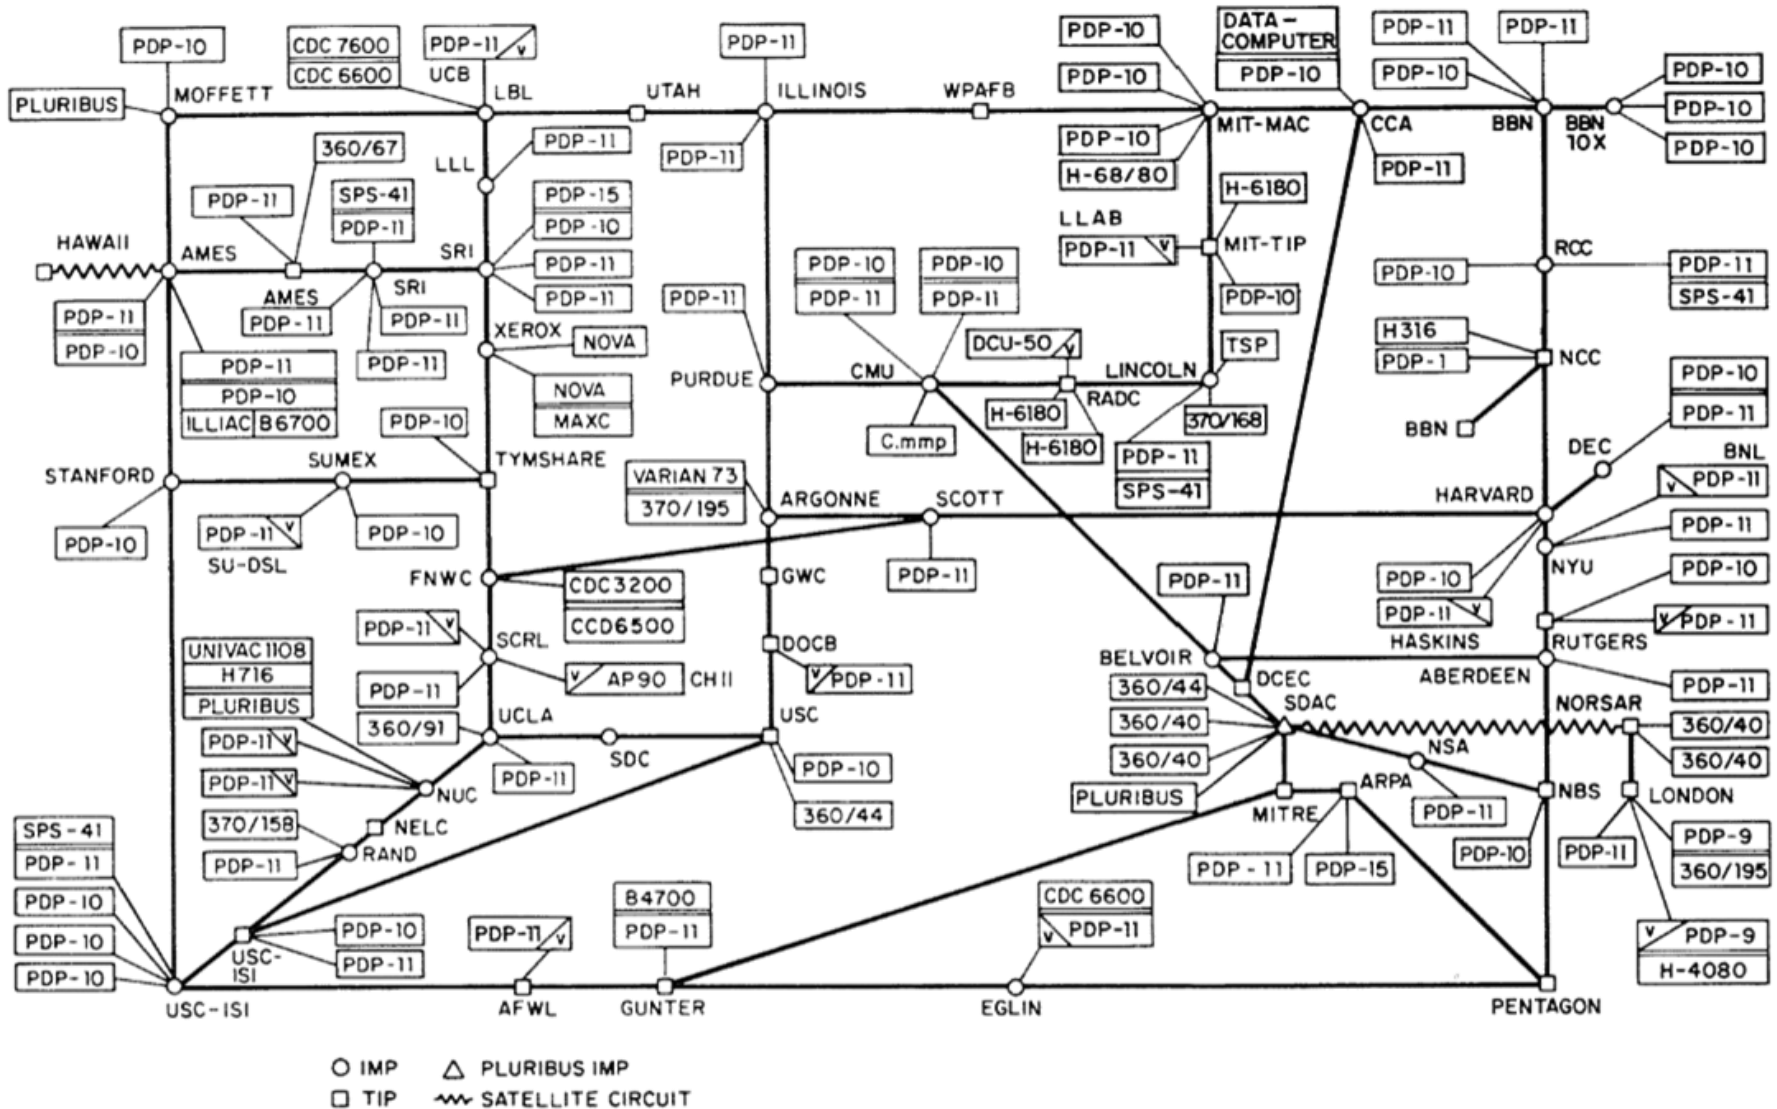 PDP-10
CDC 7600
CDC 6600
PDP-11 V
UCB
PDP-11
PDP-10
DATA-
COMPUTER
PDP-10
PDP-11
PDP-11
PDP-10
PLURIBUS
MOFFETT
LBL
UTAH
ILLINOIS
WPAFB
PDP-10
PDP-10
PDP-10
PDP-10
PDP-10
MIT-MAC
CCA
BBN
BBN
10X
PDP-10
H-68/80
PDP-11
PDP-11
360/67
LLL
PDP-11
PDP-11
SPS-41
PDP-11
PDP-15
PDP-10
H-6180
LLAB
PDP-11 V
MIT-TIP
HAWAII
AMES
SRI
PDP-11
RCC
PDP-10
PDP-11
SPS-41
PDP-10
PDP-11
PDP-10
PDP-11
AMES
SRI
PDP-11
PDP-11
PDP-10
PDP-11
PDP-10
PDP-11
PDP-11
PDP-11
XEROX
NOVA
DCU-50 V
TSP
H316
PDP-1
NCC
PDP-11
PDP-10
ILLIAC B6700
NOVA
MAXC
PURDUE
CMU
RADC
LINCOLN
PDP-10
PDP-11
PDP-10
C.mmp
H-6180
H-6180
370/168
BBN
DEC
BNL
STANFORD
SUMEX
TYMSHARE
VARIAN 73
370/195
PDP-11
SPS-41
V PDP-11
ARGONNE
SCOTT
HARVARD
PDP-10
PDP-11 V
PDP-10
SU-DSL
PDP-11
PDP-11
FNWC
CDC3200
CCD6500
GWC
PDP-11
PDP-10
NYU
PDP-10
PDP-11 V
HASKINS
V PDP-11
RUTGERS
PDP-11 V
SCRL
DOCB
V PDP-11
UNIVAC 1108
H716
PLURIBUS
PDP-11
V AP90
CHII
BELVOIR
DCEC
ABERDEEN
PDP-11
360/44
SDAC
NORSAR
360/91
UCLA
USC
360/40
360/40
PDP-11 V
SDC
NSA
360/40
360/40
PDP-11 V
NUC
PDP-11
PDP-10
PLURIBUS
MITRE
ARPA
PDP-11
NBS
LONDON
360/44
SPS-41
PDP-11
370/158
NELC
PDP-11
RAND
PDP-11
PDP-15
PDP-10
PDP-11
PDP-9
360/195
PDP-10
PDP-10
PDP-10
PDP-10
PDP-11
USC-
ISI
PDP-11 V
B4700
PDP-11
CDC 6600
V PDP-11
V PDP-9
H-4080
USC-ISI
AFWL
GUNTER
EGLIN
PENTAGON
IMP
PLURIBUS IMP
TIP
SATELLITE CIRCUIT